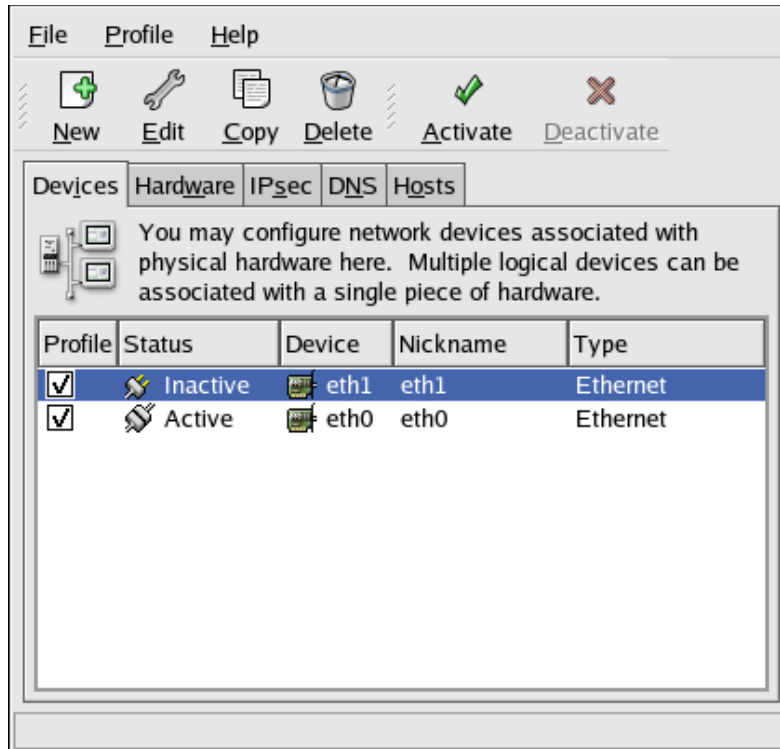 File Profile Help
New Edit Copy Delete Activate Deactivate
Devices Hardware IPsec DNS Hosts
You may configure network devices associated with
physical hardware here. Multiple logical devices can be
associated with a single piece of hardware.
Profile Status Device Nickname Type
Inactive eth1 eth1 Ethernet
Active eth0 eth0 Ethernet